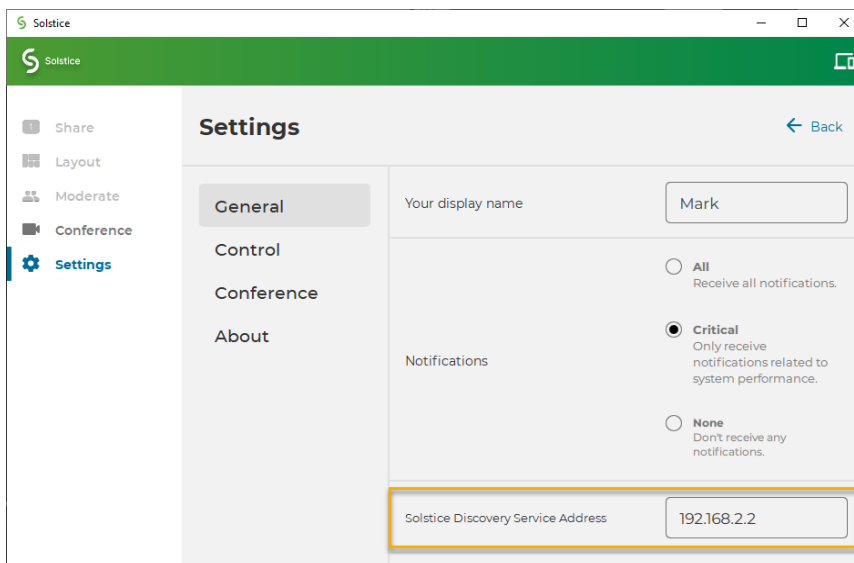 Solstice
Solstice
Share
Layout
Moderate
Conference
Settings
Settings
Back
General
Control
Conference
About
Your display name
Mark
Notifications
All
Receive all notifications.
Critical
Only receive
notifications related to
system performance.
None
Don't receive any
notifications.
Solstice Discovery Service Address
192.168.2.2